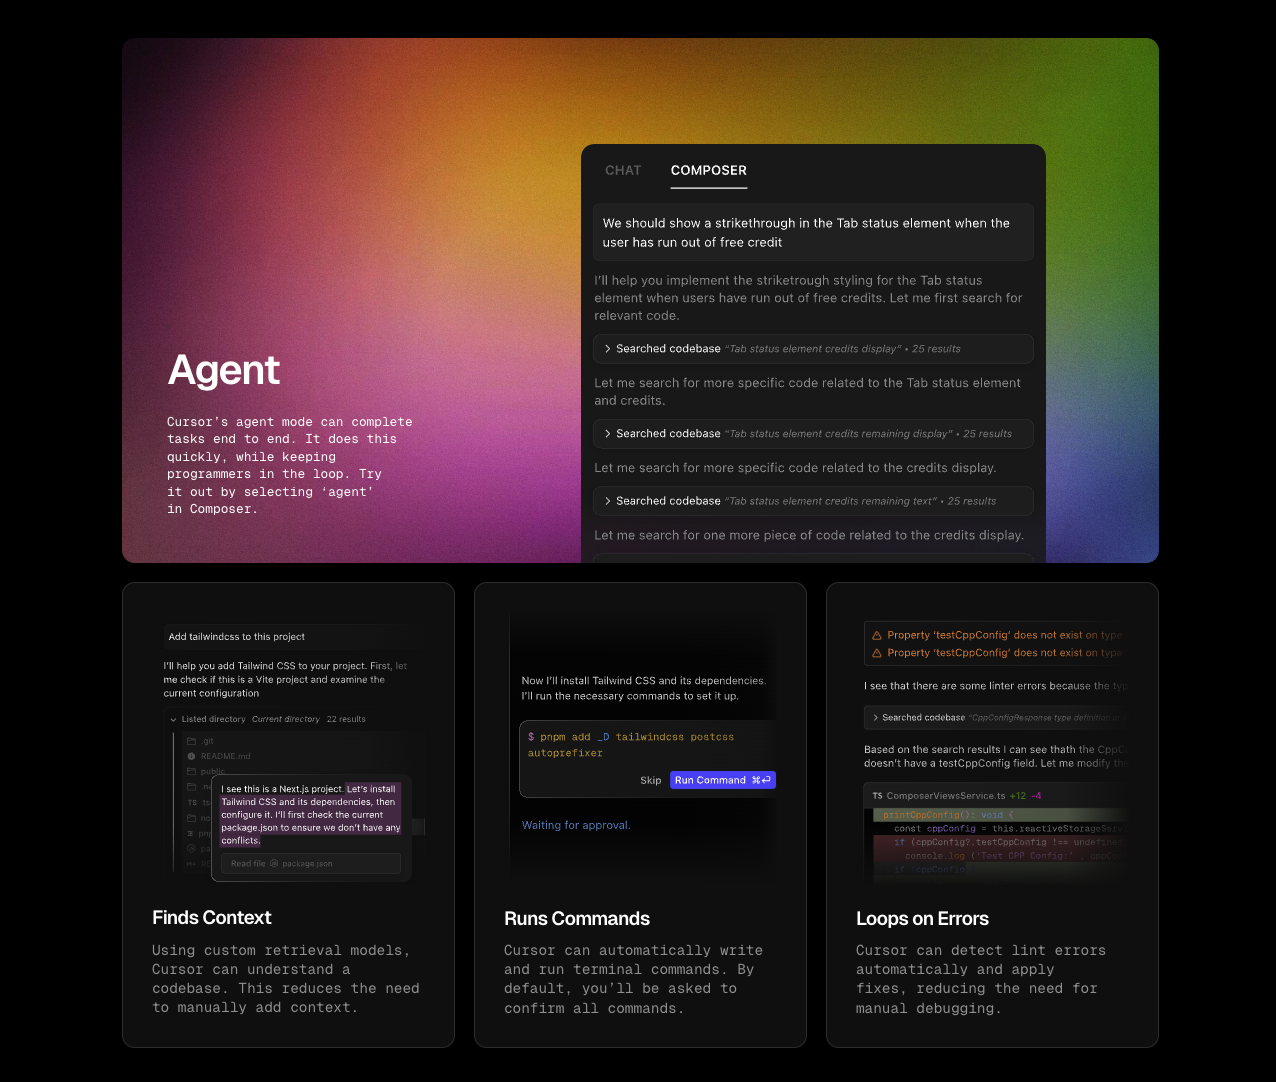 CHAT COMPOSER
We should show a strikethrough in the Tab status element when the
user has run out of free credit
I'll help you implement the striketrough styling for the Tab status
element when users have run out of free credits. Let me first search for
relevant code.
Searched codebase "Tab status element credits display" • 25 results
Let me search for more specific code related to the Tab status element
and credits.
Searched codebase "Tab status element credits remaining display" • 25 results
Let me search for more specific code related to the credits display.
Searched codebase "Tab status element credits remaining text" • 25 results
Let me search for one more piece of code related to the credits display.
Agent
Cursor's agent mode can complete
tasks end to end. It does this
quickly, while keeping
programmers in the loop. Try
it out by selecting 'agent'
in Composer.
Add tailwindcss to this project
I'll help you add Tailwind CSS to your project. First, let
me check if this is a Vite project and examine the
current configuration
Listed directory Current directory 22 results
.git
README.md
public
I see this is a Next.js project. Let's install
Tailwind CSS and its dependencies, then
configure it. I'll first check the current
package.json to ensure we don't have any
conflicts.
Read file package.json
Finds Context
Using custom retrieval models,
Cursor can understand a
codebase. This reduces the need
to manually add context.
Now I'll install Tailwind CSS and its dependencies.
I'll run the necessary commands to set it up.
$ pnpm add _D tailwindcss postcss
autoprefixer
Skip Run Command ⌘⏎
Waiting for approval.
Runs Commands
Cursor can automatically write
and run terminal commands. By
default, you'll be asked to
confirm all commands.
Property 'testCppConfig' does not exist on type
Property 'testCppConfig' does not exist on type
I see that there are some linter errors because the typ
Searched codebase "CppConfigResponse type definition
Based on the search results I can see thath the CppC
doesn't have a testCppConfig field. Let me modify the
TS ComposerViewsService.ts +12 -4
printCppConfig(): void {
const cppConfig = this.reactiveStorageServ
if (cppConfig?.testCppConfig !== undefine
console.log ('Test CPP Config:' , cppCo
if (cppConfig
Loops on Errors
Cursor can detect lint errors
automatically and apply
fixes, reducing the need for
manual debugging.